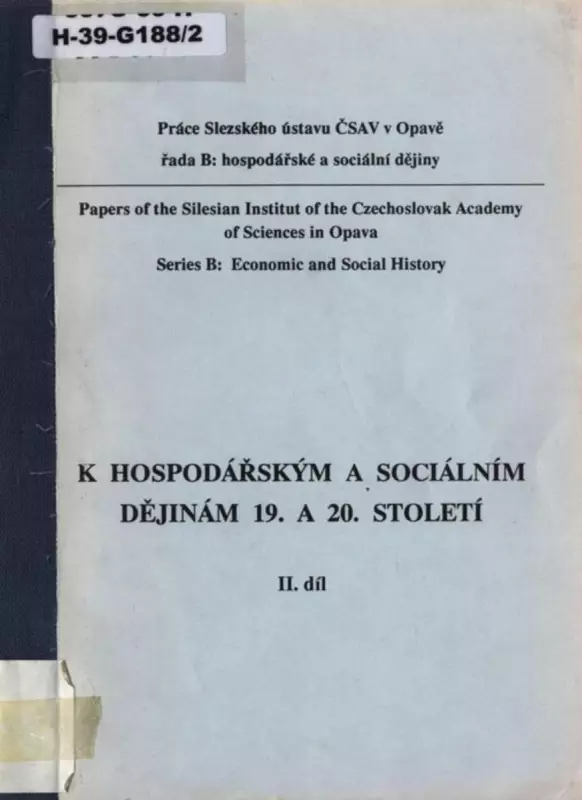 H-39-G188/2
Práce Slezského ústavu ČSAV v Opavě
řada B: hospodářské a sociální dějiny
Papers of the Silesian Institut of the Czechoslovak Academy
of Sciences in Opava
Series B: Economic and Social History
K HOSPODÁŘSKÝM A SOCIÁLNÍM
DĚJINÁM 19. A 20. STOLETÍ
II. díl